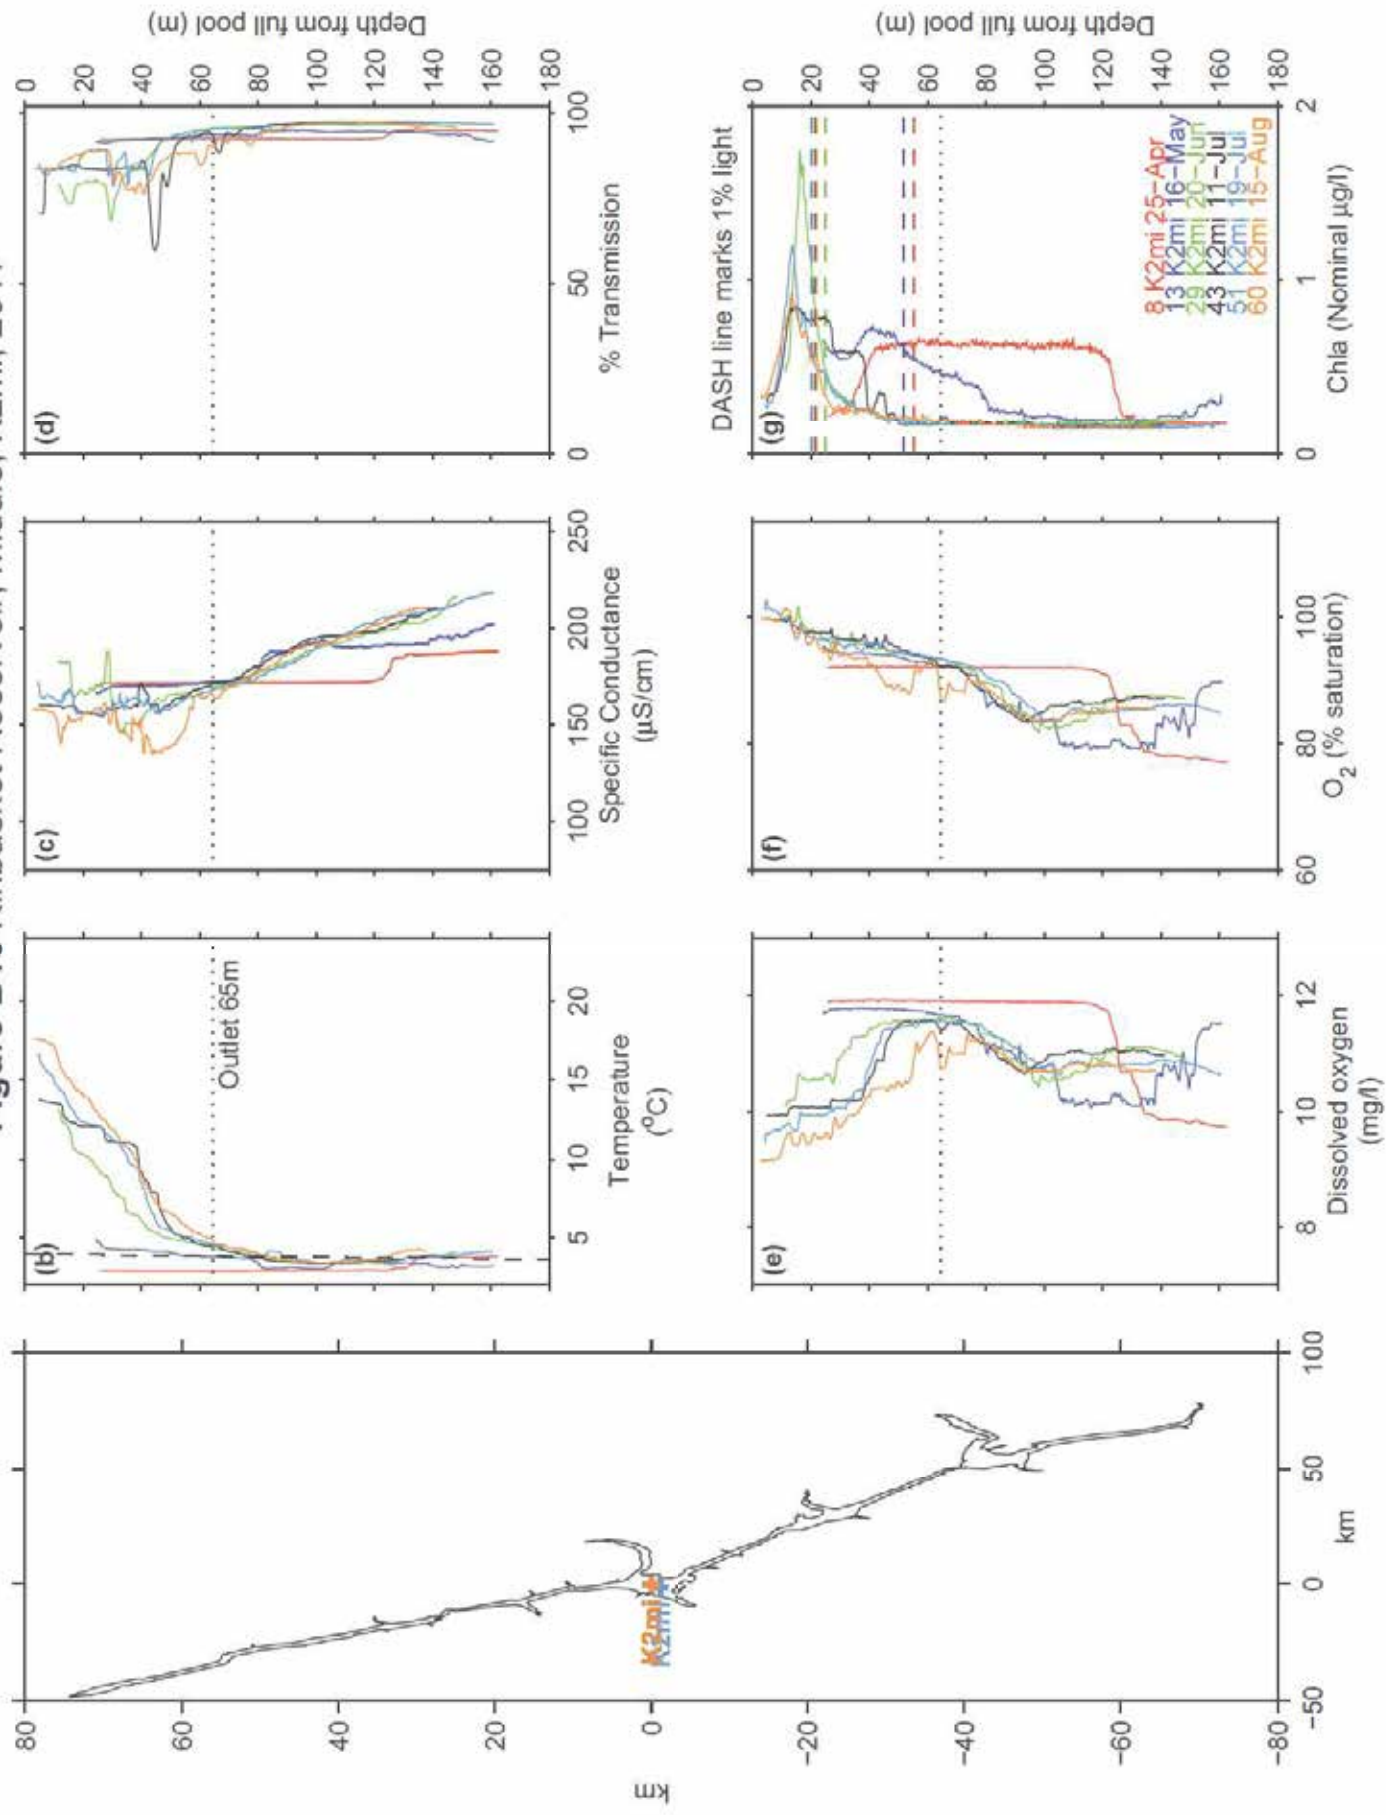 Figure Kinbasket Reservoir, Middle, K2mi,
80
60
40
20
0
−20
−40
−60
−80
km
−50
0
50
100
km
K2mi
K2mi
(b)
Outlet 65m
5
10
15
20
Temperature
(°C)
(c)
100
150
200
250
Specific Conductance
(µS/cm)
(d)
0
50
100
% Transmission
0
20
40
60
80
100
120
140
160
180
Depth from full pool (m)
(e)
8
10
12
Dissolved oxygen
(mg/l)
(f)
60
80
100
O₂ (% saturation)
DASH line marks 1% light
(g)
8 K2mi 25−Apr
13 K2mi 16−May
29 K2mi 20−Jun
43 K2mi 11−Jul
51 K2mi 19−Jul
60 K2mi 15−Aug
0
1
2
Chla (Nominal µg/l)
0
20
40
60
80
100
120
140
160
180
Depth from full pool (m)